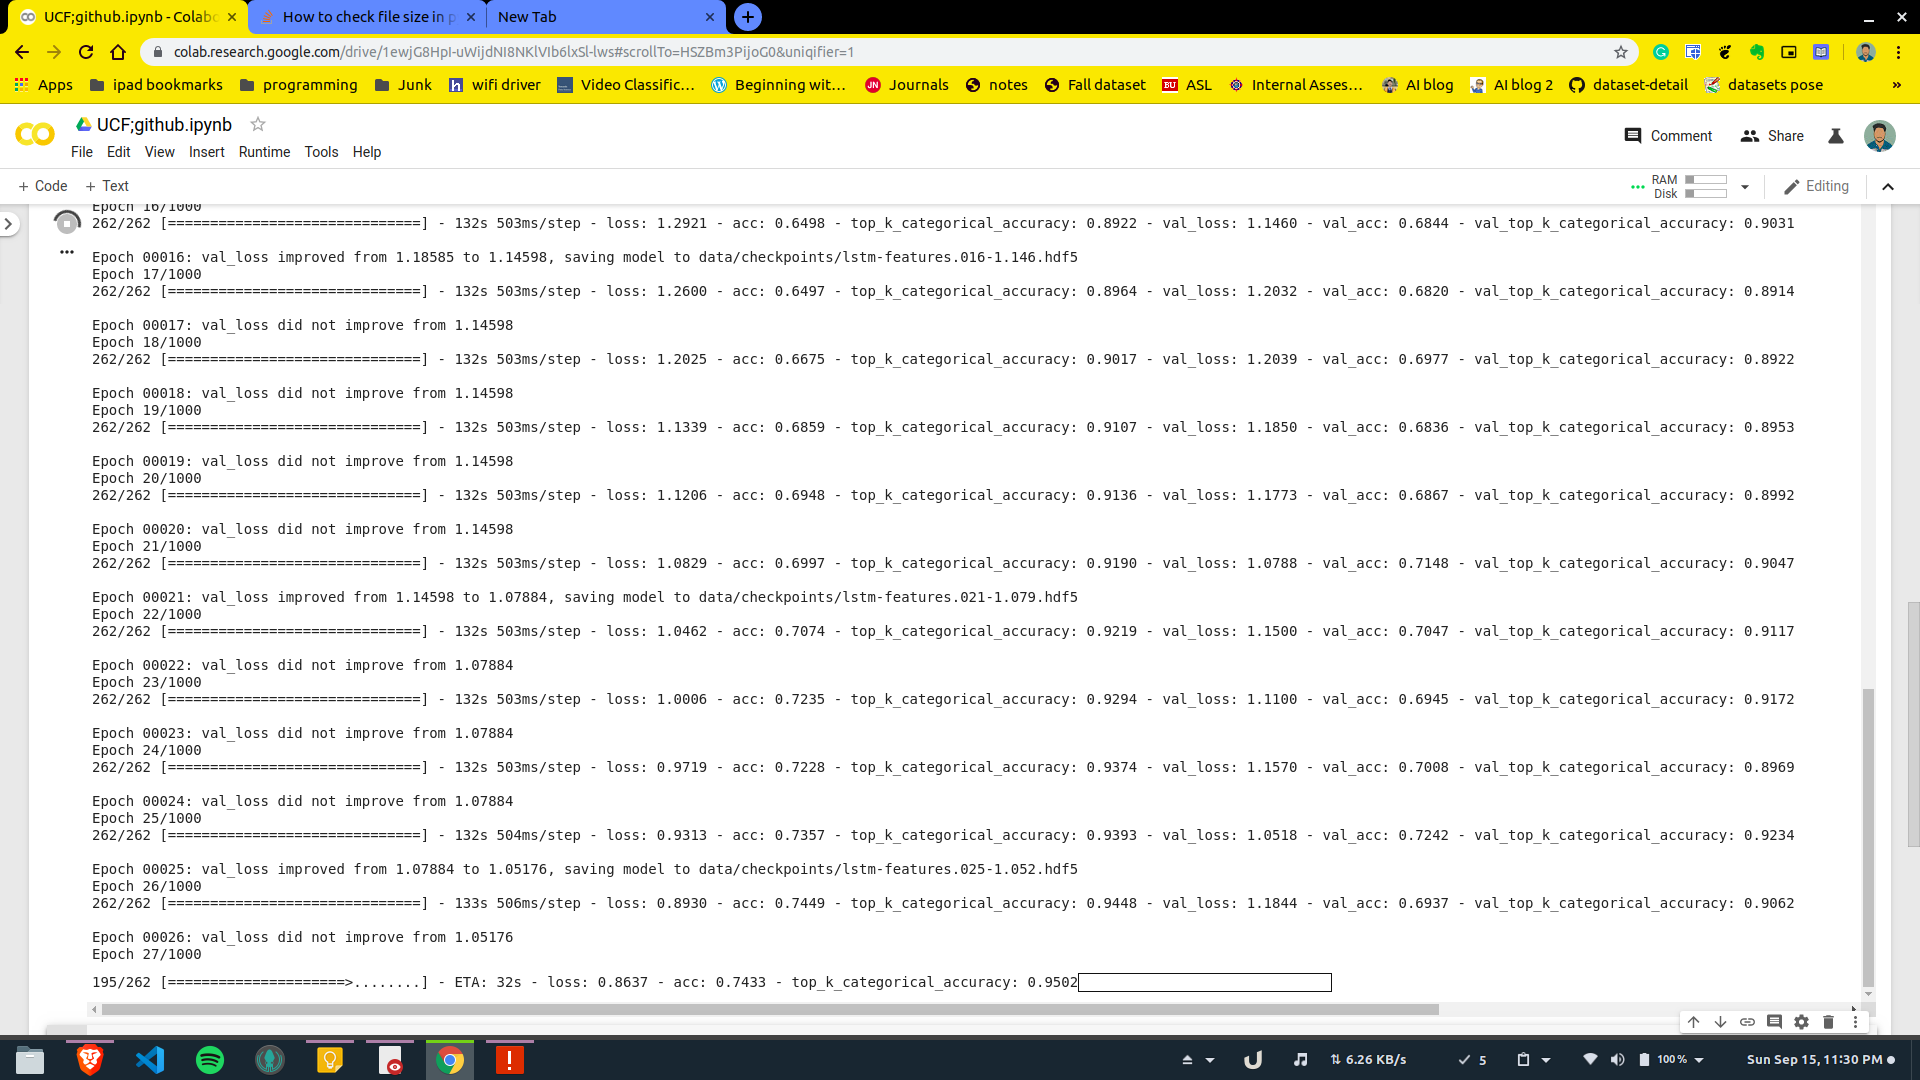 UCF;github.ipynb - Colab
How to check file size in p
New Tab
colab.research.google.com/drive/1ewjG8HpI-uWijdNI8NKlVIb6lxSl-lws#scrollTo=HSZBm3PijoG0&uniqifier=1
Apps ipad bookmarks programming Junk wifi driver Video Classific... Beginning wit... Journals notes Fall dataset ASL Internal Asses... AI blog AI blog 2 dataset-detail datasets pose »
UCF;github.ipynb
Comment Share
File Edit View Insert Runtime Tools Help
+ Code + Text
RAM
Disk
Editing
Epoch 16/1000
262/262 [==============================] - 132s 503ms/step - loss: 1.2921 - acc: 0.6498 - top_k_categorical_accuracy: 0.8922 - val_loss: 1.1460 - val_acc: 0.6844 - val_top_k_categorical_accuracy: 0.9031
Epoch 00016: val_loss improved from 1.18585 to 1.14598, saving model to data/checkpoints/lstm-features.016-1.146.hdf5
Epoch 17/1000
262/262 [==============================] - 132s 503ms/step - loss: 1.2600 - acc: 0.6497 - top_k_categorical_accuracy: 0.8964 - val_loss: 1.2032 - val_acc: 0.6820 - val_top_k_categorical_accuracy: 0.8914
Epoch 00017: val_loss did not improve from 1.14598
Epoch 18/1000
262/262 [==============================] - 132s 503ms/step - loss: 1.2025 - acc: 0.6675 - top_k_categorical_accuracy: 0.9017 - val_loss: 1.2039 - val_acc: 0.6977 - val_top_k_categorical_accuracy: 0.8922
Epoch 00018: val_loss did not improve from 1.14598
Epoch 19/1000
262/262 [==============================] - 132s 503ms/step - loss: 1.1339 - acc: 0.6859 - top_k_categorical_accuracy: 0.9107 - val_loss: 1.1850 - val_acc: 0.6836 - val_top_k_categorical_accuracy: 0.8953
Epoch 00019: val_loss did not improve from 1.14598
Epoch 20/1000
262/262 [==============================] - 132s 503ms/step - loss: 1.1206 - acc: 0.6948 - top_k_categorical_accuracy: 0.9136 - val_loss: 1.1773 - val_acc: 0.6867 - val_top_k_categorical_accuracy: 0.8992
Epoch 00020: val_loss did not improve from 1.14598
Epoch 21/1000
262/262 [==============================] - 132s 503ms/step - loss: 1.0829 - acc: 0.6997 - top_k_categorical_accuracy: 0.9190 - val_loss: 1.0788 - val_acc: 0.7148 - val_top_k_categorical_accuracy: 0.9047
Epoch 00021: val_loss improved from 1.14598 to 1.07884, saving model to data/checkpoints/lstm-features.021-1.079.hdf5
Epoch 22/1000
262/262 [==============================] - 132s 503ms/step - loss: 1.0462 - acc: 0.7074 - top_k_categorical_accuracy: 0.9219 - val_loss: 1.1500 - val_acc: 0.7047 - val_top_k_categorical_accuracy: 0.9117
Epoch 00022: val_loss did not improve from 1.07884
Epoch 23/1000
262/262 [==============================] - 132s 503ms/step - loss: 1.0006 - acc: 0.7235 - top_k_categorical_accuracy: 0.9294 - val_loss: 1.1100 - val_acc: 0.6945 - val_top_k_categorical_accuracy: 0.9172
Epoch 00023: val_loss did not improve from 1.07884
Epoch 24/1000
262/262 [==============================] - 132s 503ms/step - loss: 0.9719 - acc: 0.7228 - top_k_categorical_accuracy: 0.9374 - val_loss: 1.1570 - val_acc: 0.7008 - val_top_k_categorical_accuracy: 0.8969
Epoch 00024: val_loss did not improve from 1.07884
Epoch 25/1000
262/262 [==============================] - 132s 504ms/step - loss: 0.9313 - acc: 0.7357 - top_k_categorical_accuracy: 0.9393 - val_loss: 1.0518 - val_acc: 0.7242 - val_top_k_categorical_accuracy: 0.9234
Epoch 00025: val_loss improved from 1.07884 to 1.05176, saving model to data/checkpoints/lstm-features.025-1.052.hdf5
Epoch 26/1000
262/262 [==============================] - 133s 506ms/step - loss: 0.8930 - acc: 0.7449 - top_k_categorical_accuracy: 0.9448 - val_loss: 1.1844 - val_acc: 0.6937 - val_top_k_categorical_accuracy: 0.9062
Epoch 00026: val_loss did not improve from 1.05176
Epoch 27/1000
195/262 [=====================>........] - ETA: 32s - loss: 0.8637 - acc: 0.7433 - top_k_categorical_accuracy: 0.9502
6.26 KB/s 5 100% Sun Sep 15, 11:30 PM